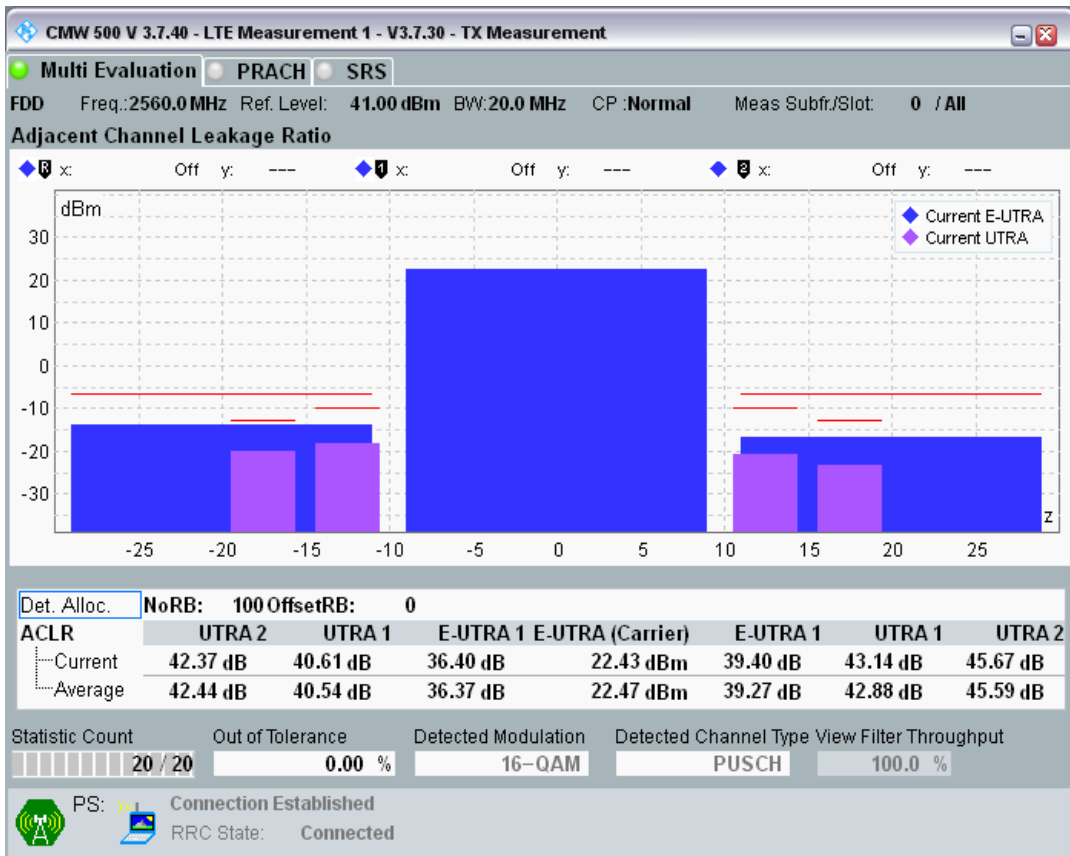 CMW 500 V 3.7.40 - LTE Measurement 1 - V3.7.30 - TX Measurement
Multi Evaluation PRACH SRS
FDD Freq.:2560.0 MHz Ref. Level: 41.00 dBm BW:20.0 MHz CP :Normal Meas Subfr./Slot: 0 / All
Adjacent Channel Leakage Ratio
R x: Off y: --- 1 x: Off y: --- 2 x: Off y: ---
dBm
Current E-UTRA
Current UTRA
30
20
10
0
-10
-20
-30
z
-25 -20 -15 -10 -5 0 5 10 15 20 25
Det. Alloc. NoRB: 100 OffsetRB: 0
ACLR UTRA 2 UTRA 1 E-UTRA 1 E-UTRA (Carrier) E-UTRA 1 UTRA 1 UTRA 2
Current 42.37 dB 40.61 dB 36.40 dB 22.43 dBm 39.40 dB 43.14 dB 45.67 dB
Average 42.44 dB 40.54 dB 36.37 dB 22.47 dBm 39.27 dB 42.88 dB 45.59 dB
Statistic Count Out of Tolerance Detected Modulation Detected Channel Type View Filter Throughput
20 / 20 0.00 % 16-QAM PUSCH 100.0 %
PS: Connection Established
RRC State: Connected